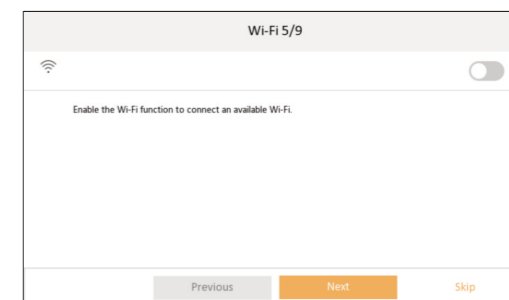 Wi-Fi 5/9
Enable the Wi-Fi function to connect an available Wi-Fi.
Previous
Next
Skip